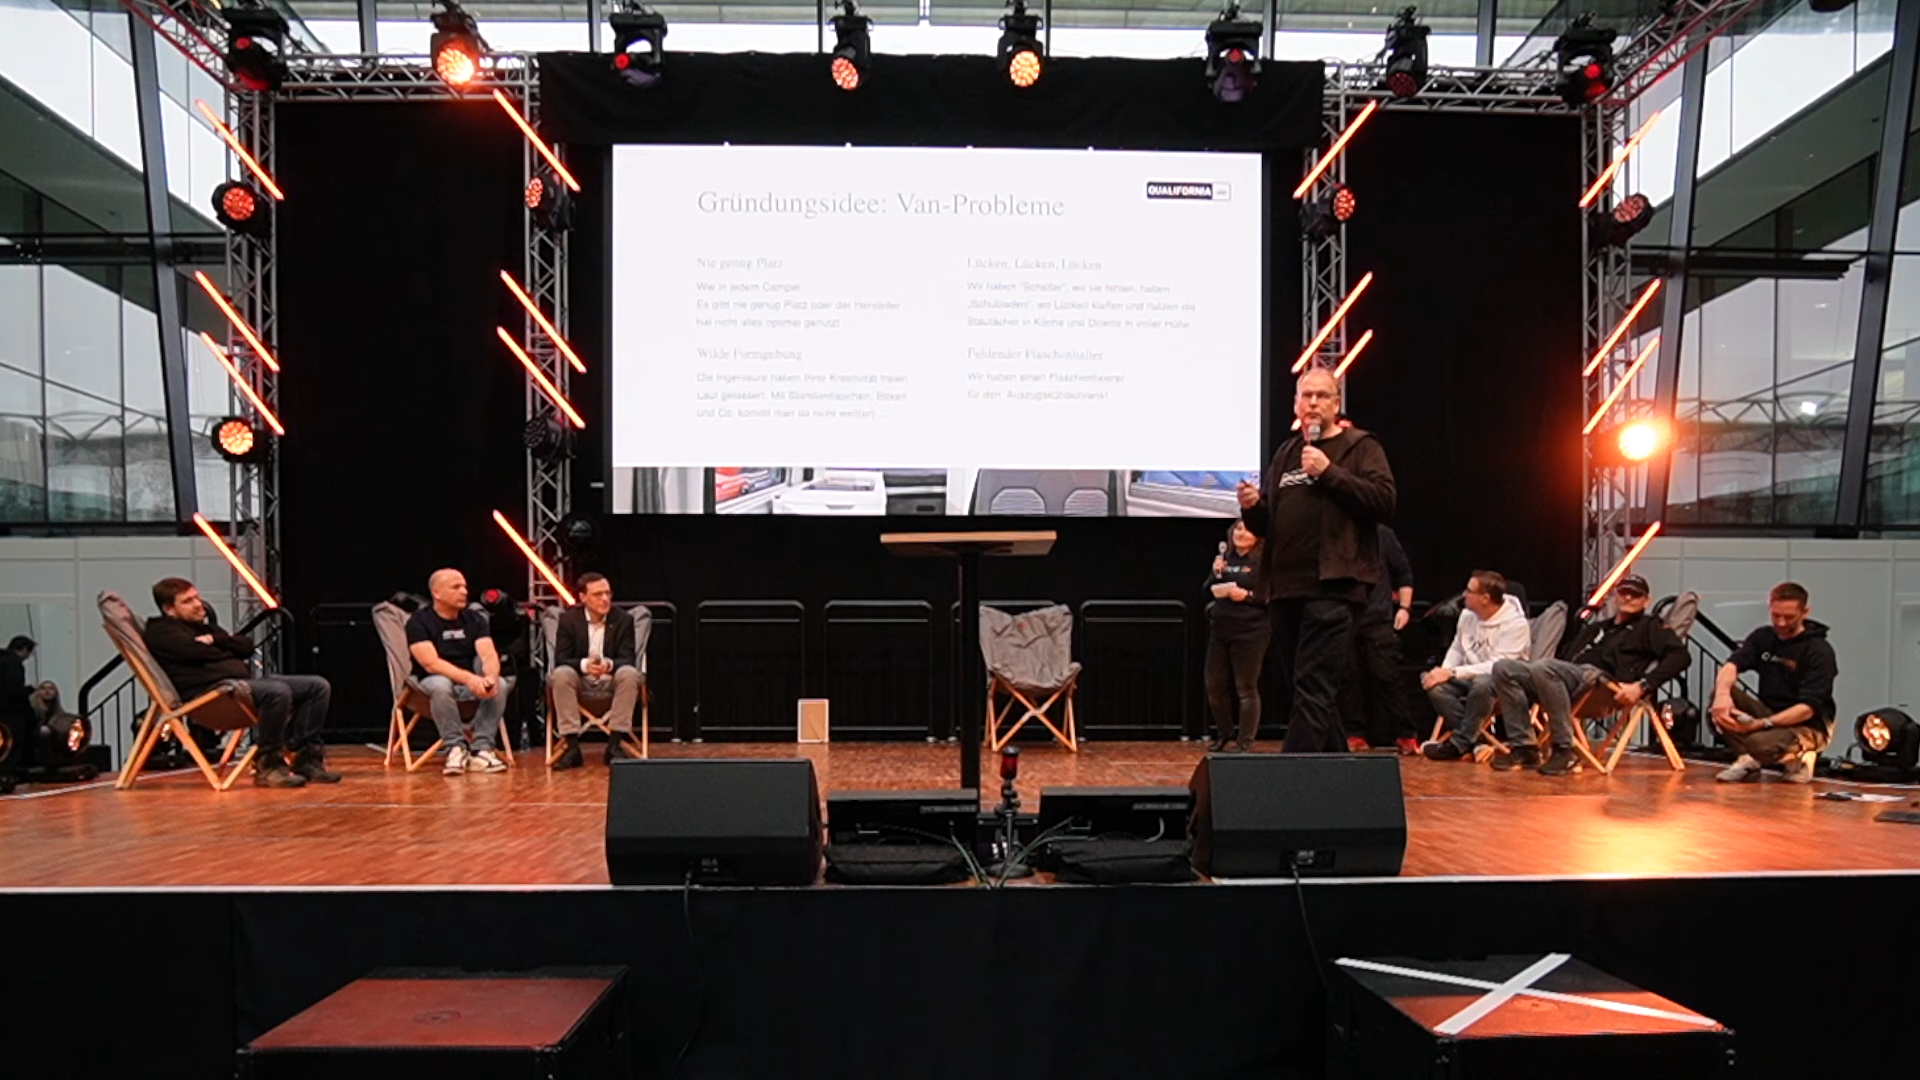 Gründungsidee: Van-Probleme
QUALIFORNIA
Nie genug Platz
Wie in jedem Camper:
Es gibt nie genug Platz oder der Hersteller
hat nicht alles optimal genutzt ...
Wilde Formgebung
Die Ingenieure haben ihrer Kreativität freien
Lauf gelassen. Mit Standardtaschen, Boxen
und Co. kommt man da nicht weiter)
Lücken, Lücken, Lücken
Wir haben "Schäfer", wo sie fehlen, haben
„Schubladen", wo Lücken klaffen und nutzen die
Staufächer in Küche und Dinette in voller Höhe
Fehlender Flaschenhalter
Wir haben einen Flaschenhalter
für den Auszugskühlschrank!